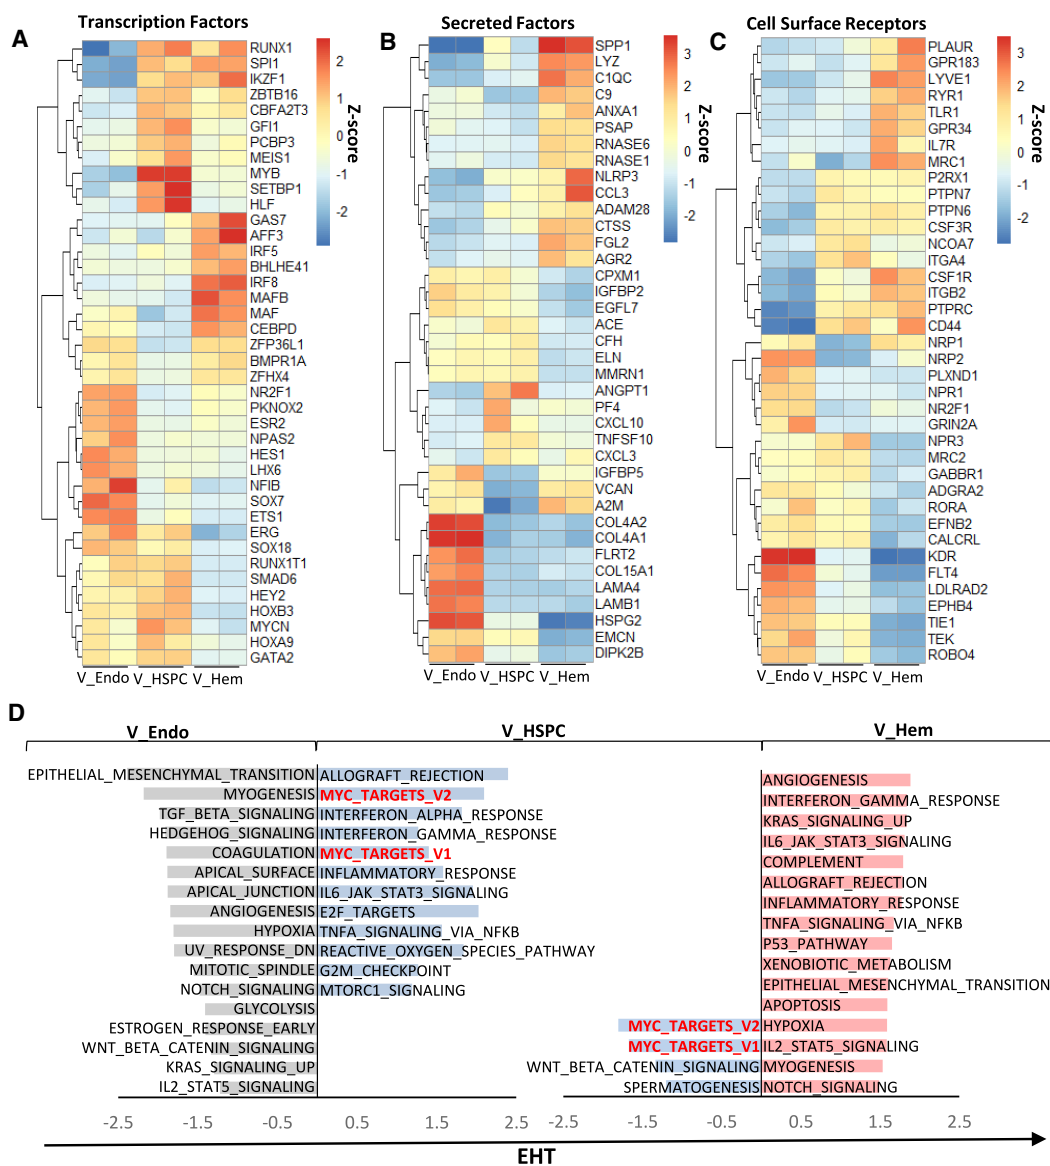 A
Transcription Factors
RUNX1
SPI1
IKZF1
ZBTB16
CBFA2T3
GFI1
PCBP3
MEIS1
MYB
SETBP1
HLF
GAS7
AFF3
IRF5
BHLHE41
IRF8
MAFB
MAF
CEBPD
ZFP36L1
BMPR1A
ZFHX4
NR2F1
PKNOX2
ESR2
NPAS2
HES1
LHX6
NFIB
SOX7
ETS1
ERG
SOX18
RUNX1T1
SMAD6
HEY2
HOXB3
MYCN
HOXA9
GATA2
2
1
0
-1
-2
Z-score
V_Endo V_HSPC V_Hem
B
Secreted Factors
SPP1
LYZ
C1QC
C9
ANXA1
PSAP
RNASE6
RNASE1
NLRP3
CCL3
ADAM28
CTSS
FGL2
AGR2
CPXM1
IGFBP2
EGFL7
ACE
CFH
ELN
MMRN1
ANGPT1
PF4
CXCL10
TNFSF10
CXCL3
IGFBP5
VCAN
A2M
COL4A2
COL4A1
FLRT2
COL15A1
LAMA4
LAMB1
HSPG2
EMCN
DIPK2B
3
2
1
0
-1
-2
Z-score
V_Endo V_HSPC V_Hem
C
Cell Surface Receptors
PLAUR
GPR183
LYVE1
RYR1
TLR1
GPR34
IL7R
MRC1
P2RX1
PTPN7
PTPN6
CSF3R
NCOA7
ITGA4
CSF1R
ITGB2
PTPRC
CD44
NRP1
NRP2
PLXND1
NPR1
NR2F1
GRIN2A
NPR3
MRC2
GABBR1
ADGRA2
RORA
EFNB2
CALCRL
KDR
FLT4
LDLRAD2
EPHB4
TIE1
TEK
ROBO4
3
2
1
0
-1
-2
Z-score
V_Endo V_HSPC V_Hem
D
V_Endo V_HSPC V_Hem
EPITHELIAL_MESENCHYMAL_TRANSITION ALLOGRAFT_REJECTION
MYOGENESIS MYC_TARGETS_V2
TGF_BETA_SIGNALING INTERFERON_ALPHA_RESPONSE
HEDGEHOG_SIGNALING INTERFERON_GAMMA_RESPONSE
COAGULATION MYC_TARGETS_V1
APICAL_SURFACE INFLAMMATORY_RESPONSE
APICAL_JUNCTION IL6_JAK_STAT3_SIGNALING
ANGIOGENESIS E2F_TARGETS
HYPOXIA TNFA_SIGNALING_VIA_NFKB
UV_RESPONSE_DN REACTIVE_OXYGEN_SPECIES_PATHWAY
MITOTIC_SPINDLE G2M_CHECKPOINT
NOTCH_SIGNALING MTORC1_SIGNALING
GLYCOLYSIS
ESTROGEN_RESPONSE_EARLY
WNT_BETA_CATENIN_SIGNALING
KRAS_SIGNALING_UP
IL2_STAT5_SIGNALING
ANGIOGENESIS
INTERFERON_GAMMA_RESPONSE
KRAS_SIGNALING_UP
IL6_JAK_STAT3_SIGNALING
COMPLEMENT
ALLOGRAFT_REJECTION
INFLAMMATORY_RESPONSE
TNFA_SIGNALING_VIA_NFKB
P53_PATHWAY
XENOBIOTIC_METABOLISM
EPITHELIAL_MESENCHYMAL_TRANSITION
APOPTOSIS
MYC_TARGETS_V2 HYPOXIA
MYC_TARGETS_V1 IL2_STAT5_SIGNALING
WNT_BETA_CATENIN_SIGNALING MYOGENESIS
SPERMATOGENESIS NOTCH_SIGNALING
-2.5 -1.5 -0.5 0.5 1.5 2.5 -1.5 -0.5 0.5 1.5 2.5
EHT